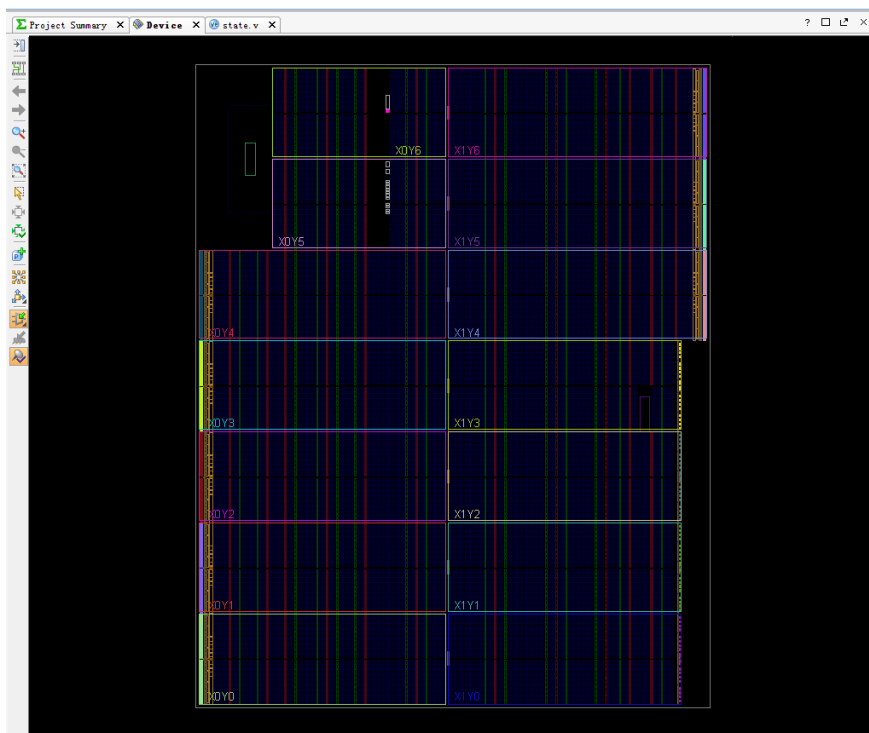 Σ Project Summary × Device × state.v ×
?
X0Y6 X1Y6
X0Y5 X1Y5
X0Y4 X1Y4
X0Y3 X1Y3
X0Y2 X1Y2
X0Y1 X1Y1
X0Y0 X1Y0